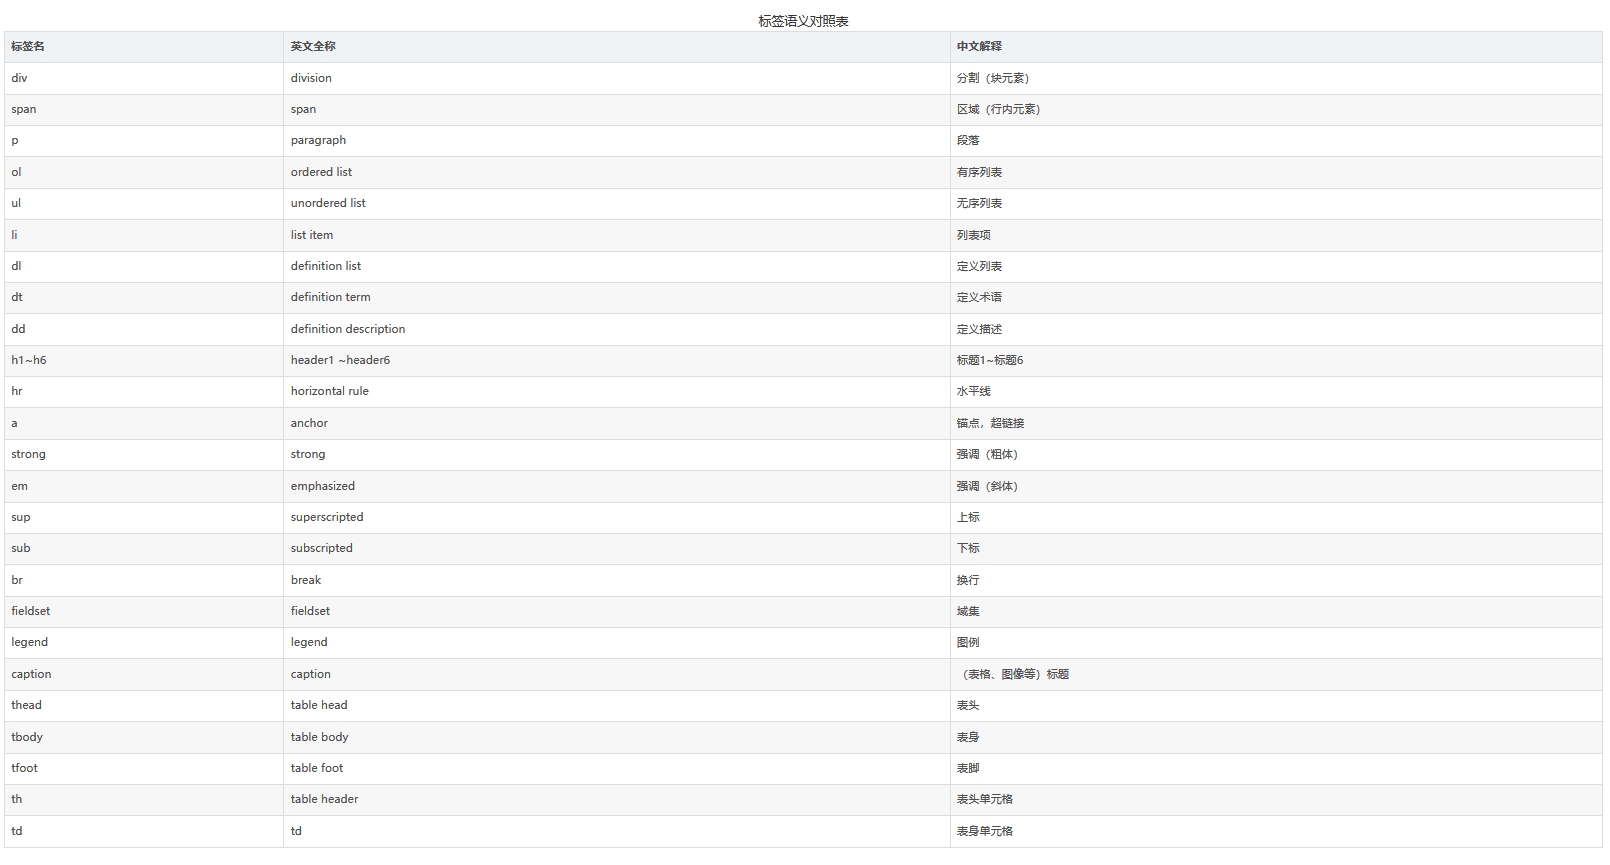 标签语义对照表
标签名 英文全称 中文解释
div division 分割（块元素）
span span 区域（行内元素）
p paragraph 段落
ol ordered list 有序列表
ul unordered list 无序列表
li list item 列表项
dl definition list 定义列表
dt definition term 定义术语
dd definition description 定义描述
h1~h6 header1 ~header6 标题1~标题6
hr horizontal rule 水平线
a anchor 锚点，超链接
strong strong 强调（粗体）
em emphasized 强调（斜体）
sup superscripted 上标
sub subscripted 下标
br break 换行
fieldset fieldset 域集
legend legend 图例
caption caption （表格、图像等）标题
thead table head 表头
tbody table body 表身
tfoot table foot 表脚
th table header 表头单元格
td td 表身单元格